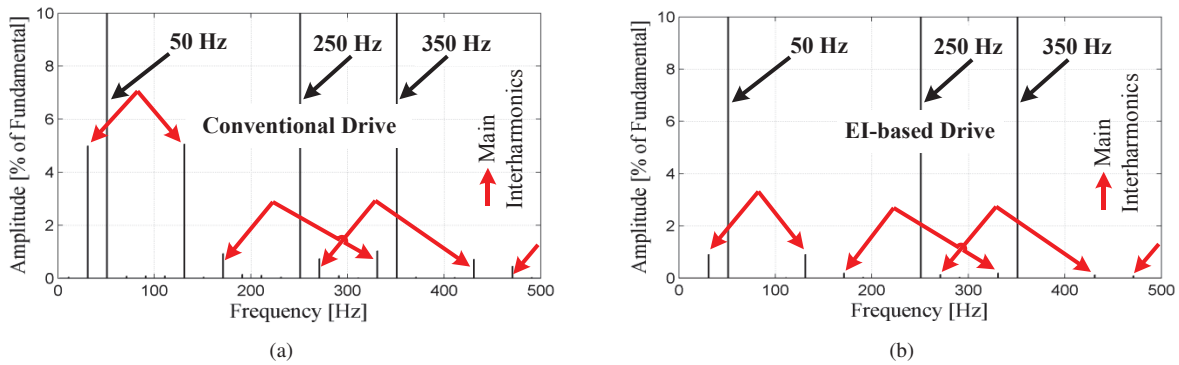 10
8
6
4
2
0
Amplitude [% of Fundamental]
50 Hz
250 Hz
350 Hz
Conventional Drive
Main
Interharmonics
0
100
200
300
400
500
Frequency [Hz]
(a)
10
8
6
4
2
0
Amplitude [% of Fundamental]
50 Hz
250 Hz
350 Hz
EI-based Drive
Main
Interharmonics
0
100
200
300
400
500
Frequency [Hz]
(b)